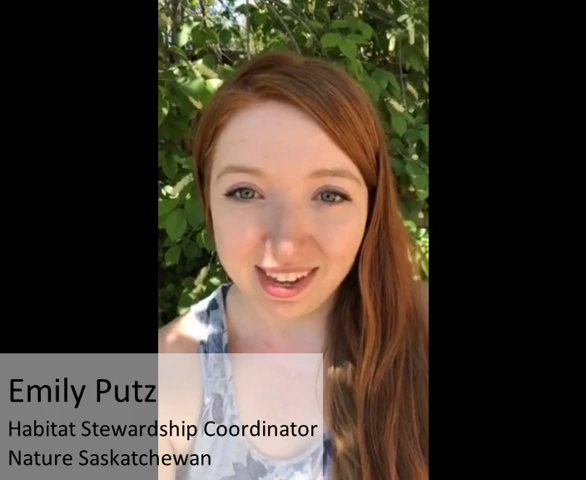 Emily Putz
Habitat Stewardship Coordinator
Nature Saskatchewan